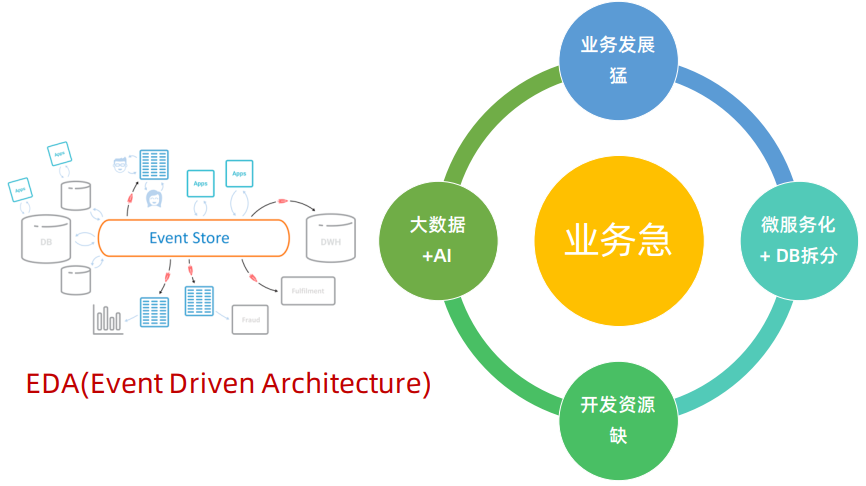 Apps
Apps
Apps
Apps
DB
Event Store
DWH
Fulfillment
Fraud
EDA(Event Driven Architecture)
业务发展
猛
大数据
+AI
业务急
微服务化
+ DB拆分
开发资源
缺